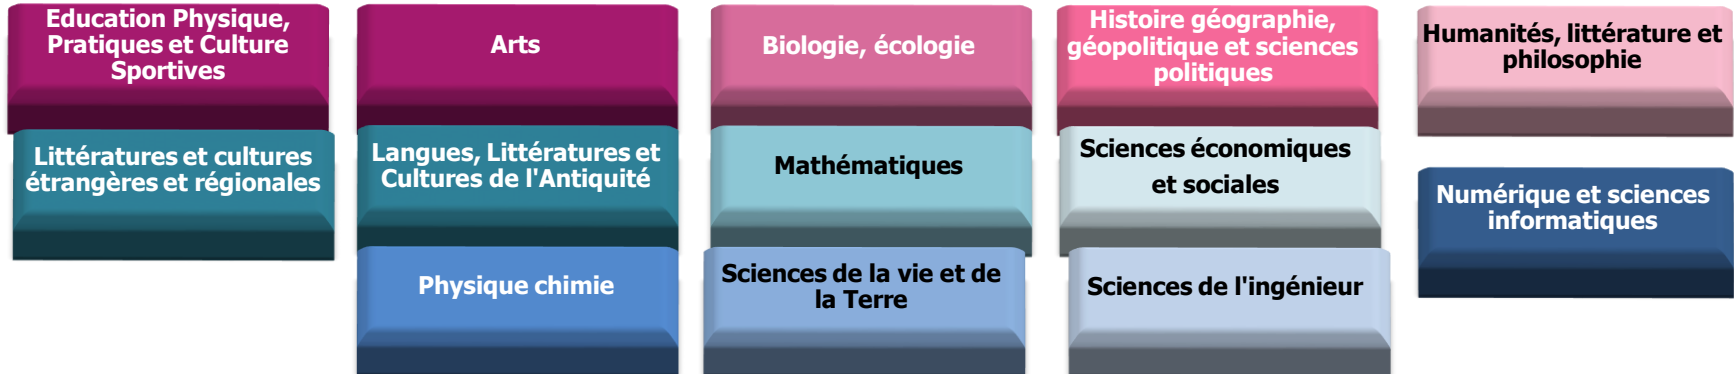 Education Physique,
Pratiques et Culture
Sportives
Arts
Biologie, écologie
Histoire géographie,
géopolitique et sciences
politiques
Humanités, littérature et
philosophie
Littératures et cultures
étrangères et régionales
Langues, Littératures et
Cultures de l'Antiquité
Mathématiques
Sciences économiques
et sociales
Numérique et sciences
informatiques
Physique chimie
Sciences de la vie et de
la Terre
Sciences de l'ingénieur